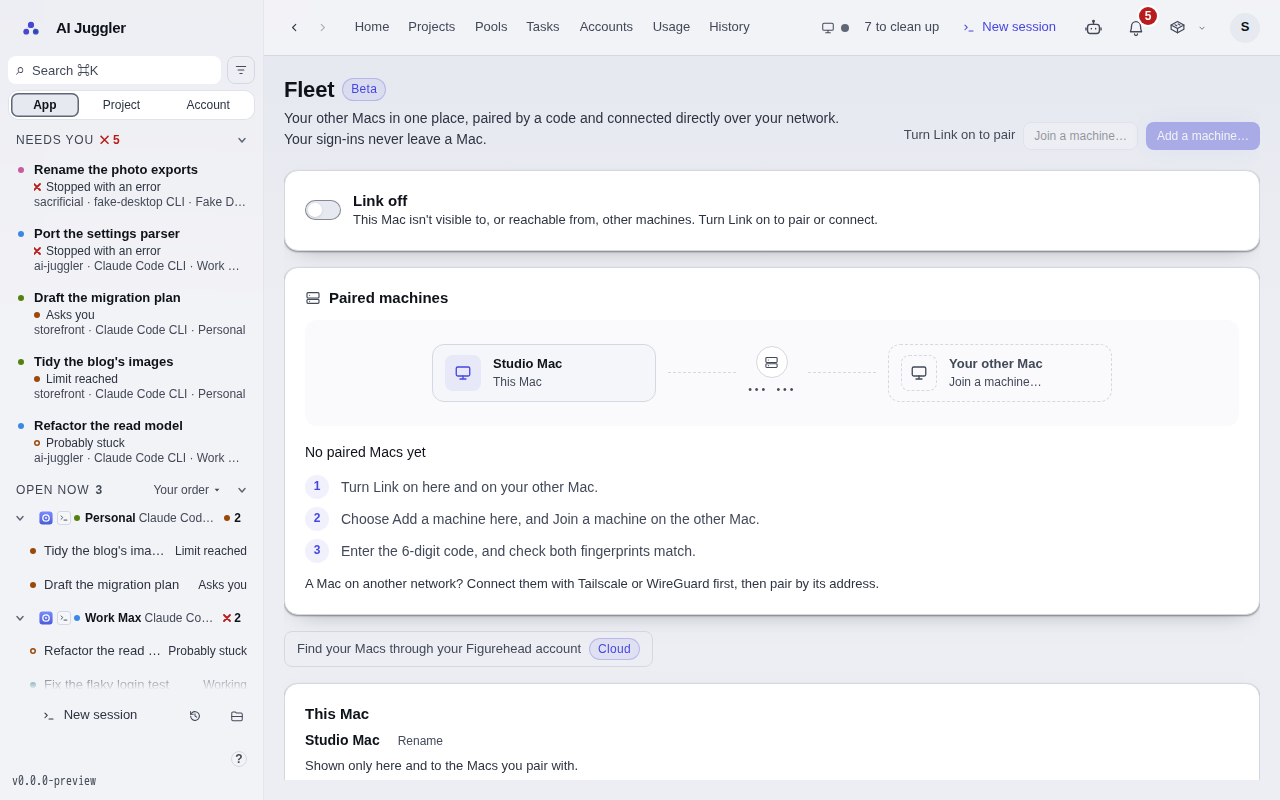 AI Juggler
Search ⌘K
App Project Account
NEEDS YOU 5
Rename the photo exports
Stopped with an error
sacrificial · fake-desktop CLI · Fake D…
Port the settings parser
Stopped with an error
ai-juggler · Claude Code CLI · Work …
Draft the migration plan
Asks you
storefront · Claude Code CLI · Personal
Tidy the blog's images
Limit reached
storefront · Claude Code CLI · Personal
Refactor the read model
Probably stuck
ai-juggler · Claude Code CLI · Work …
OPEN NOW 3 Your order
Personal Claude Cod… 2
Tidy the blog's ima… Limit reached
Draft the migration plan Asks you
Work Max Claude Co… 2
Refactor the read … Probably stuck
Fix the flaky login test Working
New session
?
v0.0.0-preview
Home Projects Pools Tasks Accounts Usage History 7 to clean up New session 5 S
Fleet Beta
Your other Macs in one place, paired by a code and connected directly over your network.
Your sign-ins never leave a Mac.
Turn Link on to pair Join a machine… Add a machine…
Link off
This Mac isn't visible to, or reachable from, other machines. Turn Link on to pair or connect.
Paired machines
Studio Mac
This Mac
••• •••
Your other Mac
Join a machine…
No paired Macs yet
1 Turn Link on here and on your other Mac.
2 Choose Add a machine here, and Join a machine on the other Mac.
3 Enter the 6-digit code, and check both fingerprints match.
A Mac on another network? Connect them with Tailscale or WireGuard first, then pair by its address.
Find your Macs through your Figurehead account Cloud
This Mac
Studio Mac Rename
Shown only here and to the Macs you pair with.